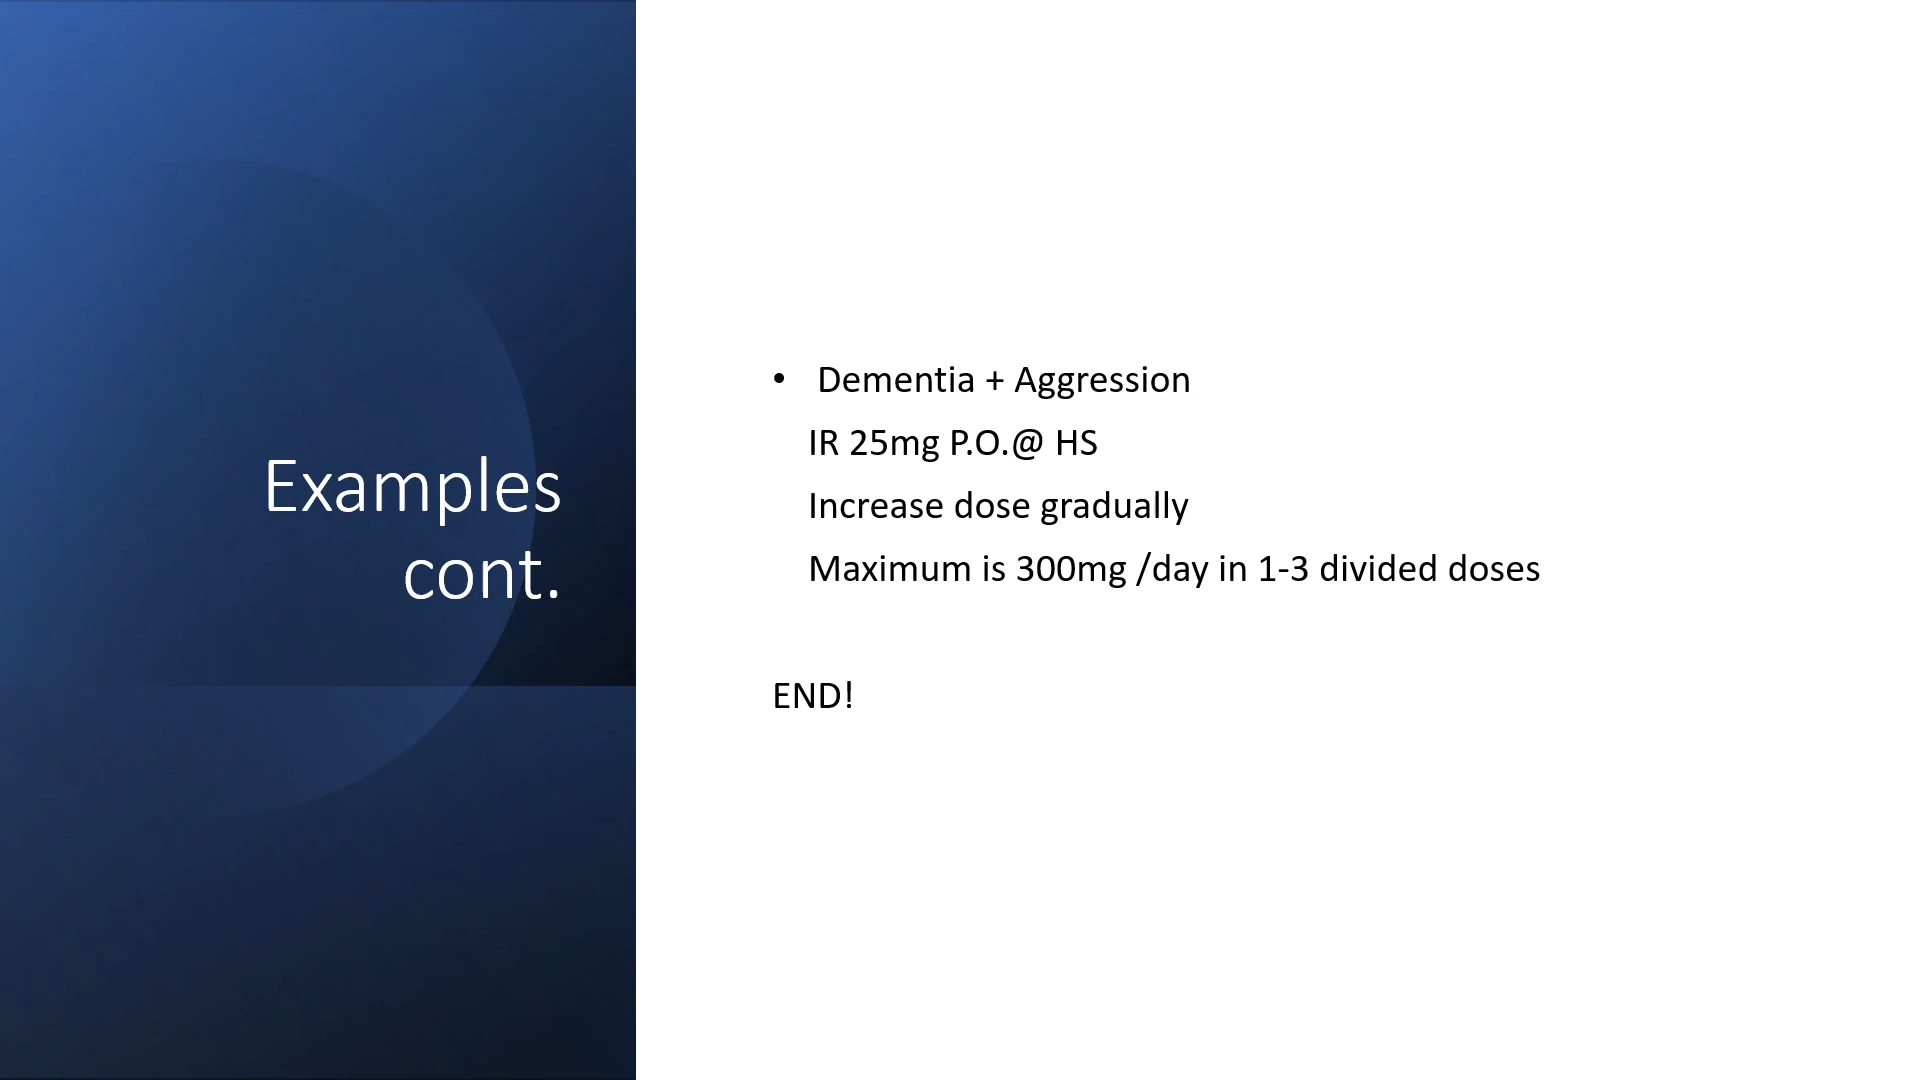 Examples
cont.
• Dementia + Aggression
IR 25mg P.O.@ HS
Increase dose gradually
Maximum is 300mg /day in 1-3 divided doses
END!